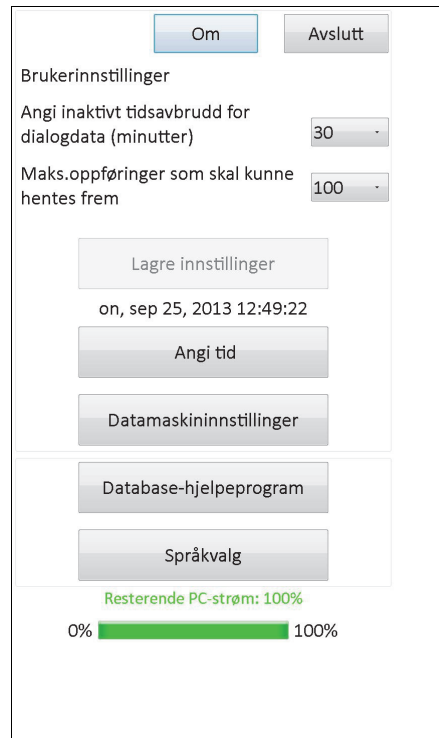 Om
Avslutt
Brukerinnstillinger
Angi inaktivt tidsavbrudd for
dialogdata (minutter)
30
Maks.oppføringer som skal kunne
hentes frem
100
Lagre innstillinger
on, sep 25, 2013 12:49:22
Angi tid
Datamaskininnstillinger
Database-hjelpeprogram
Språkvalg
Resterende PC-strøm: 100%
0%
100%